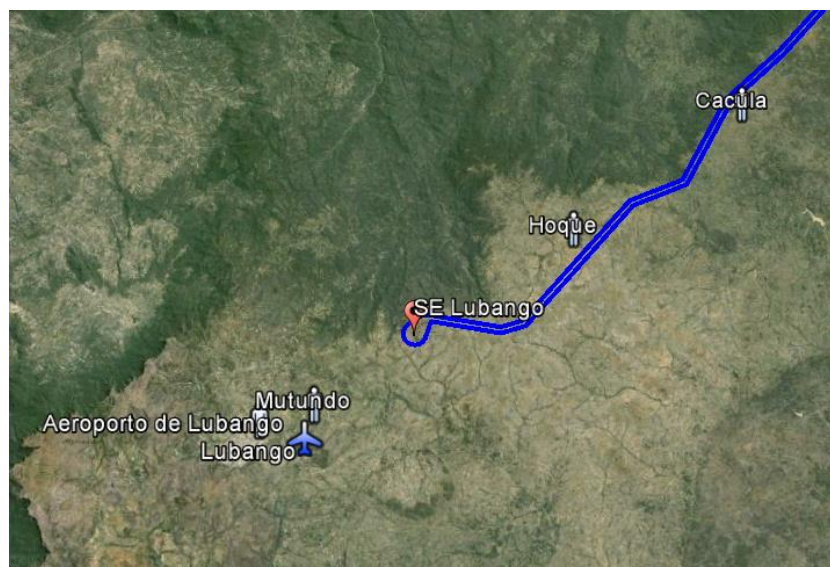 Cacula
Hoque
SE Lubango
Mutundo
Aeroporto de Lubango
Lubango